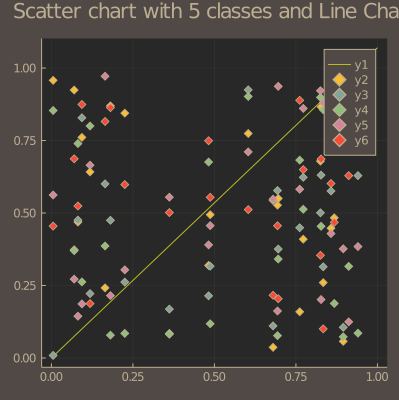 Scatter chart with 5 classes and Line Cha
1.00
0.75
0.50
0.25
0.00
0.00 0.25 0.50 0.75 1.00
y1
y2
y3
y4
y5
y6